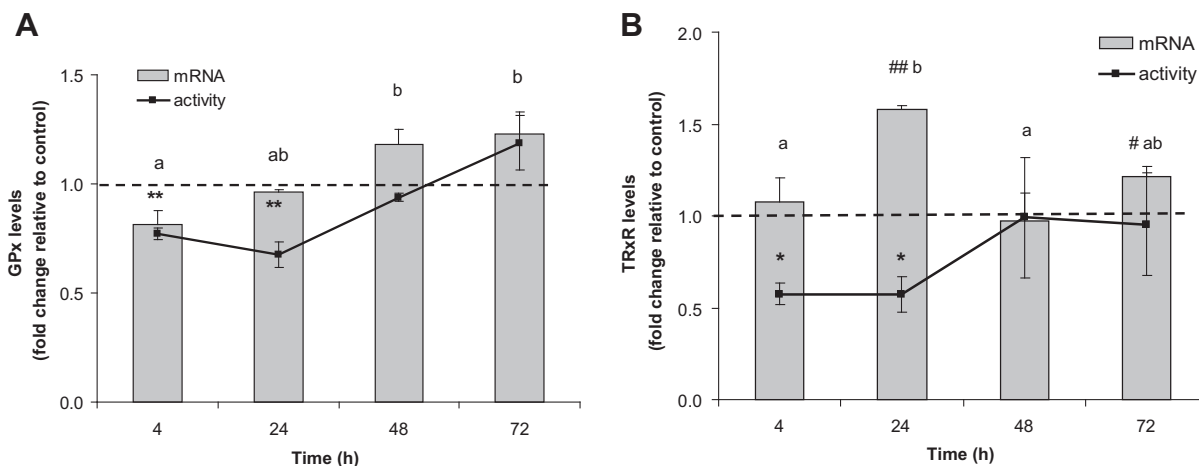 A
mRNA
activity
GPx levels
(fold change relative to control)
1.5
1.0
0.5
0.0
a
ab
b
b
**
**
4
24
48
72
Time (h)
B
mRNA
activity
TRxR levels
(fold change relative to control)
2.0
1.5
1.0
0.5
0.0
a
## b
a
# ab
*
*
4
24
48
72
Time (h)